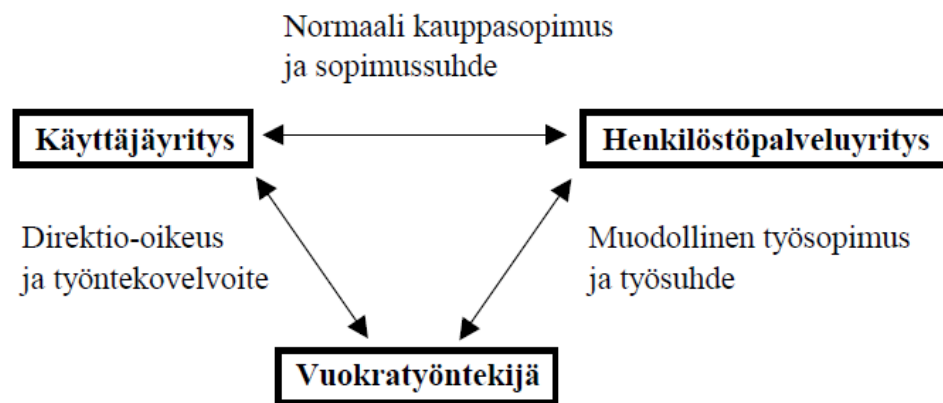 Normaali kauppasopimus
ja sopimussuhde
Käyttäjäyritys
Henkilöstöpalveluyritys
Direktio-oikeus
ja työntekovelvoite
Muodollinen työsopimus
ja työsuhde
Vuokratyöntekijä